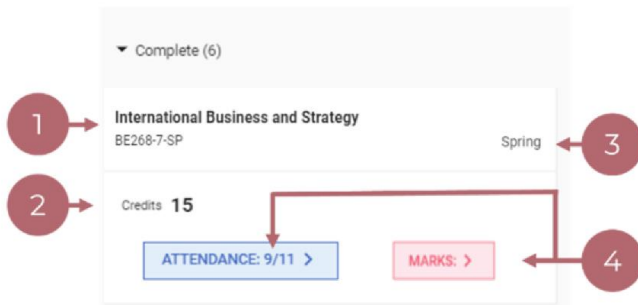 Complete (6)
1
International Business and Strategy
BE268-7-SP
Spring
3
2
Credits 15
ATTENDANCE: 9/11 >
MARKS: >
4